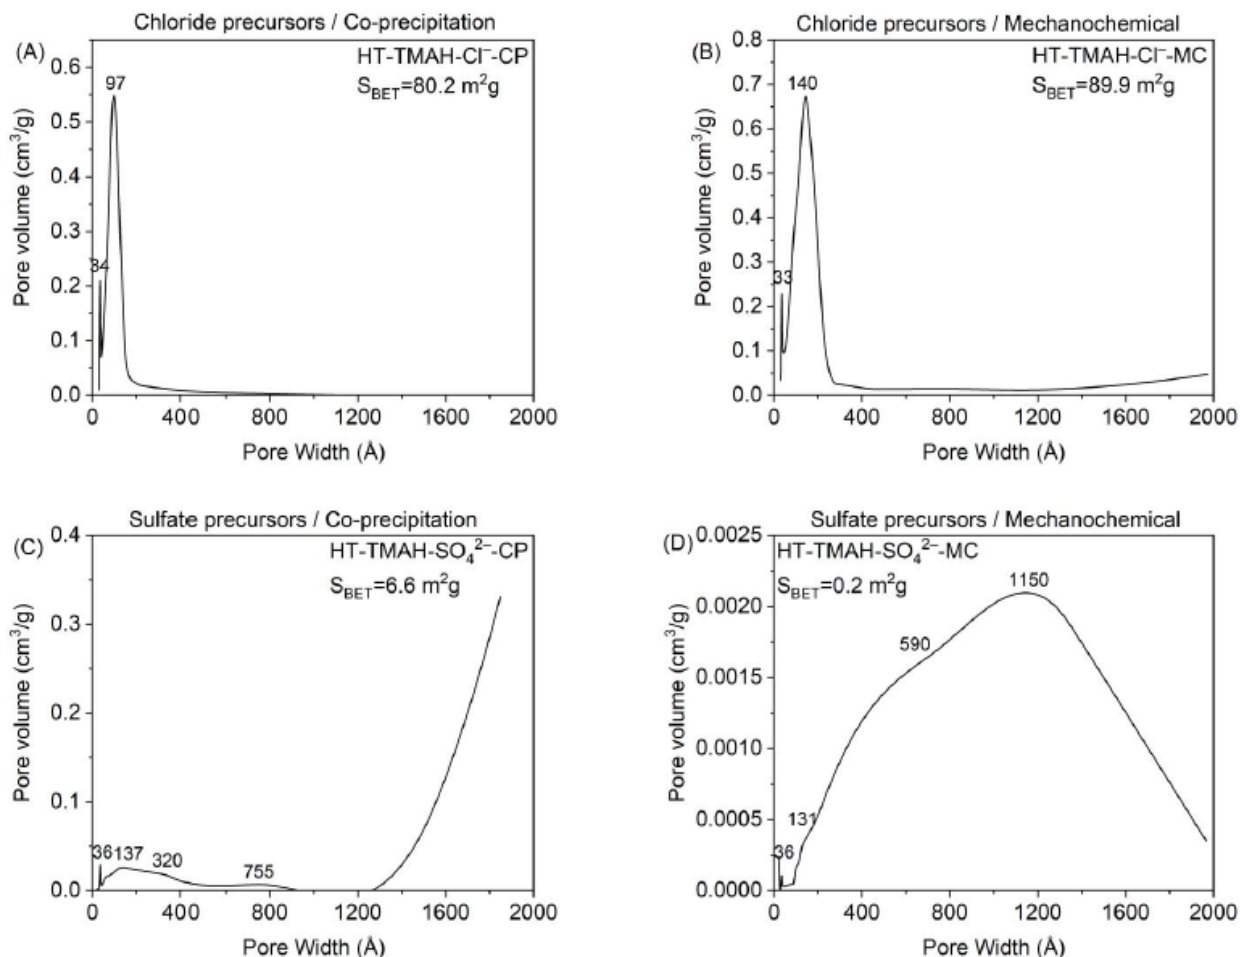 Chloride precursors / Co-precipitation
(A)
HT-TMAH-Cl⁻-CP
S_BET=80.2 m²g
97
34
0.6
0.5
0.4
0.3
0.2
0.1
0.0
Pore volume (cm³/g)
0 400 800 1200 1600 2000
Pore Width (Å)
Chloride precursors / Mechanochemical
(B)
HT-TMAH-Cl⁻-MC
S_BET=89.9 m²g
140
33
0.8
0.7
0.6
0.5
0.4
0.3
0.2
0.1
0.0
Pore volume (cm³/g)
0 400 800 1200 1600 2000
Pore Width (Å)
Sulfate precursors / Co-precipitation
(C)
HT-TMAH-SO₄²⁻-CP
S_BET=6.6 m²g
36 137 320 755
0.4
0.3
0.2
0.1
0.0
Pore volume (cm³/g)
0 400 800 1200 1600 2000
Pore Width (Å)
Sulfate precursors / Mechanochemical
(D)
HT-TMAH-SO₄²⁻-MC
S_BET=0.2 m²g
1150
590
131
36
0.0025
0.0020
0.0015
0.0010
0.0005
0.0000
Pore volume (cm³/g)
0 400 800 1200 1600 2000
Pore Width (Å)